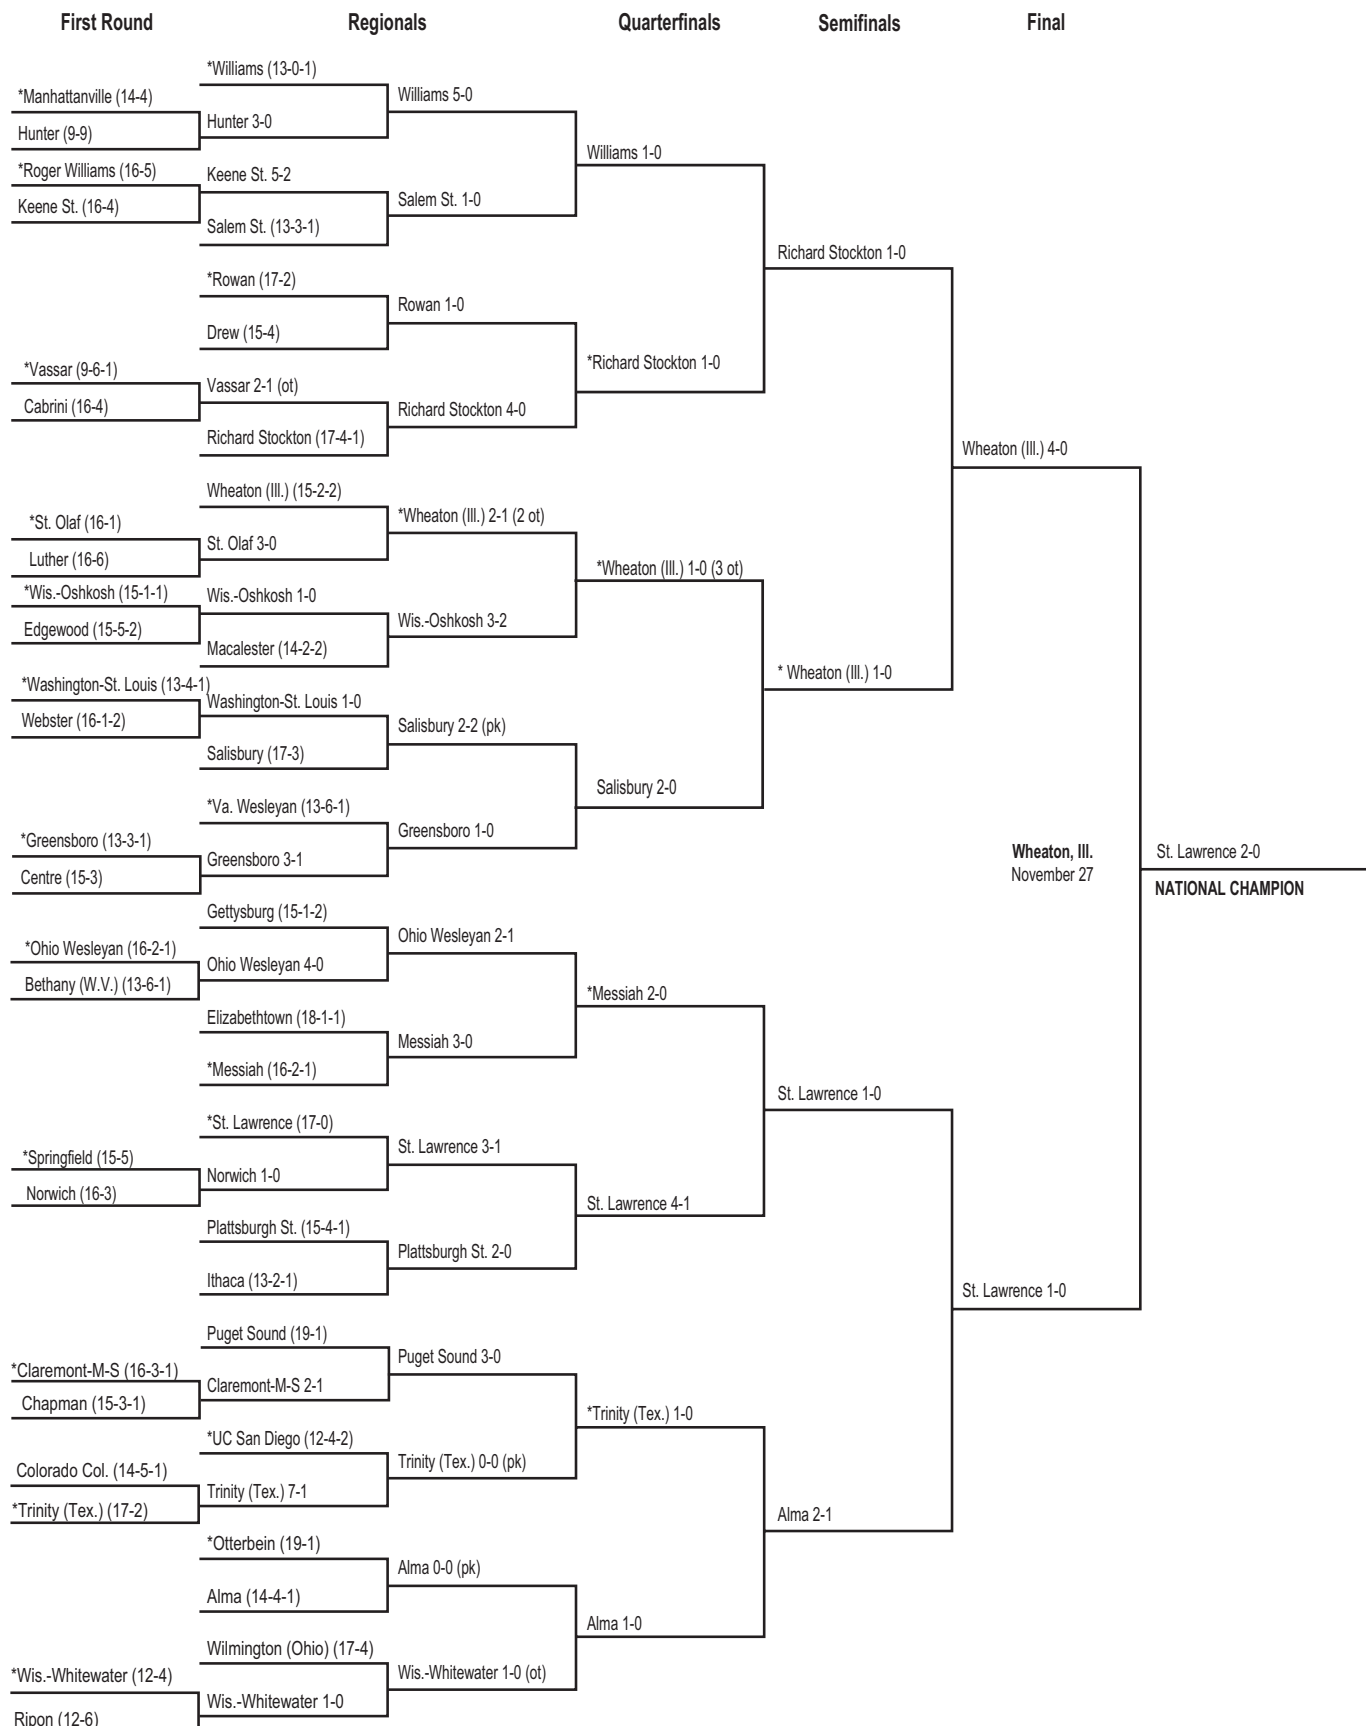 First Round Regionals Quarterfinals Semifinals Final
*Williams (13-0-1)
*Manhattanville (14-4)
Williams 5-0
Hunter 3-0
Hunter (9-9)
Williams 1-0
*Roger Williams (16-5)
Keene St. 5-2
Keene St. (16-4)
Salem St. 1-0
Salem St. (13-3-1)
Richard Stockton 1-0
*Rowan (17-2)
Rowan 1-0
Drew (15-4)
*Richard Stockton 1-0
*Vassar (9-6-1)
Vassar 2-1 (ot)
Cabrini (16-4)
Richard Stockton 4-0
Richard Stockton (17-4-1)
Wheaton (Ill.) 4-0
Wheaton (Ill.) (15-2-2)
*Wheaton (Ill.) 2-1 (2 ot)
*St. Olaf (16-1)
St. Olaf 3-0
Luther (16-6)
*Wheaton (Ill.) 1-0 (3 ot)
*Wis.-Oshkosh (15-1-1)
Wis.-Oshkosh 1-0
Edgewood (15-5-2)
Wis.-Oshkosh 3-2
Macalester (14-2-2)
* Wheaton (Ill.) 1-0
*Washington-St. Louis (13-4-1)
Washington-St. Louis 1-0
Webster (16-1-2)
Salisbury 2-2 (pk)
Salisbury (17-3)
Salisbury 2-0
*Va. Wesleyan (13-6-1)
Greensboro 1-0
*Greensboro (13-3-1)
Greensboro 3-1
Centre (15-3)
Wheaton, Ill.
November 27
St. Lawrence 2-0
NATIONAL CHAMPION
Gettysburg (15-1-2)
Ohio Wesleyan 2-1
*Ohio Wesleyan (16-2-1)
Ohio Wesleyan 4-0
Bethany (W.V.) (13-6-1)
*Messiah 2-0
Elizabethtown (18-1-1)
Messiah 3-0
*Messiah (16-2-1)
St. Lawrence 1-0
*St. Lawrence (17-0)
St. Lawrence 3-1
*Springfield (15-5)
Norwich 1-0
Norwich (16-3)
St. Lawrence 4-1
Plattsburgh St. (15-4-1)
Plattsburgh St. 2-0
Ithaca (13-2-1)
St. Lawrence 1-0
Puget Sound (19-1)
Puget Sound 3-0
*Claremont-M-S (16-3-1)
Claremont-M-S 2-1
Chapman (15-3-1)
*Trinity (Tex.) 1-0
*UC San Diego (12-4-2)
Trinity (Tex.) 0-0 (pk)
Colorado Col. (14-5-1)
Trinity (Tex.) 7-1
*Trinity (Tex.) (17-2)
Alma 2-1
*Otterbein (19-1)
Alma 0-0 (pk)
Alma (14-4-1)
Alma 1-0
Wilmington (Ohio) (17-4)
*Wis.-Whitewater (12-4)
Wis.-Whitewater 1-0 (ot)
Wis.-Whitewater 1-0
Ripon (12-6)